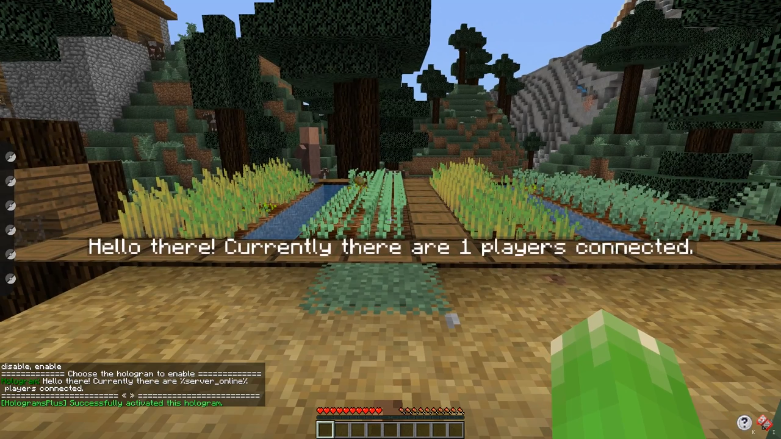 Hello there! Currently there are 1 players connected.
disable, enable
============= Choose the hologram to enable =============
Hologram: Hello there! Currently there are %server_online%
players connected.
======================== < > ========================
[HologramsPlus] Successfully activated this hologram.
?